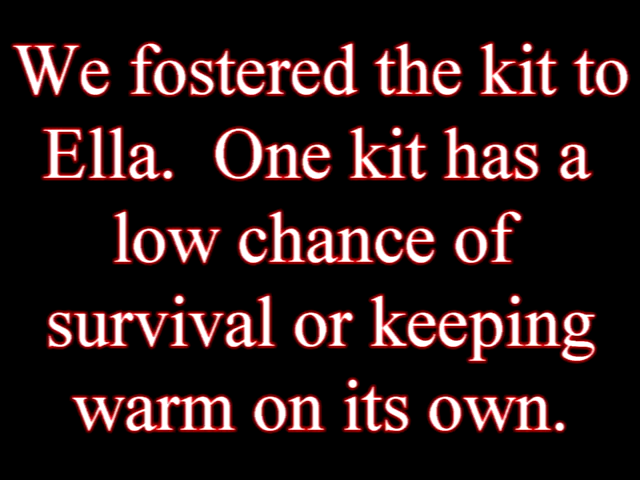 We fostered the kit to
Ella.  One kit has a
low chance of
survival or keeping
warm on its own.